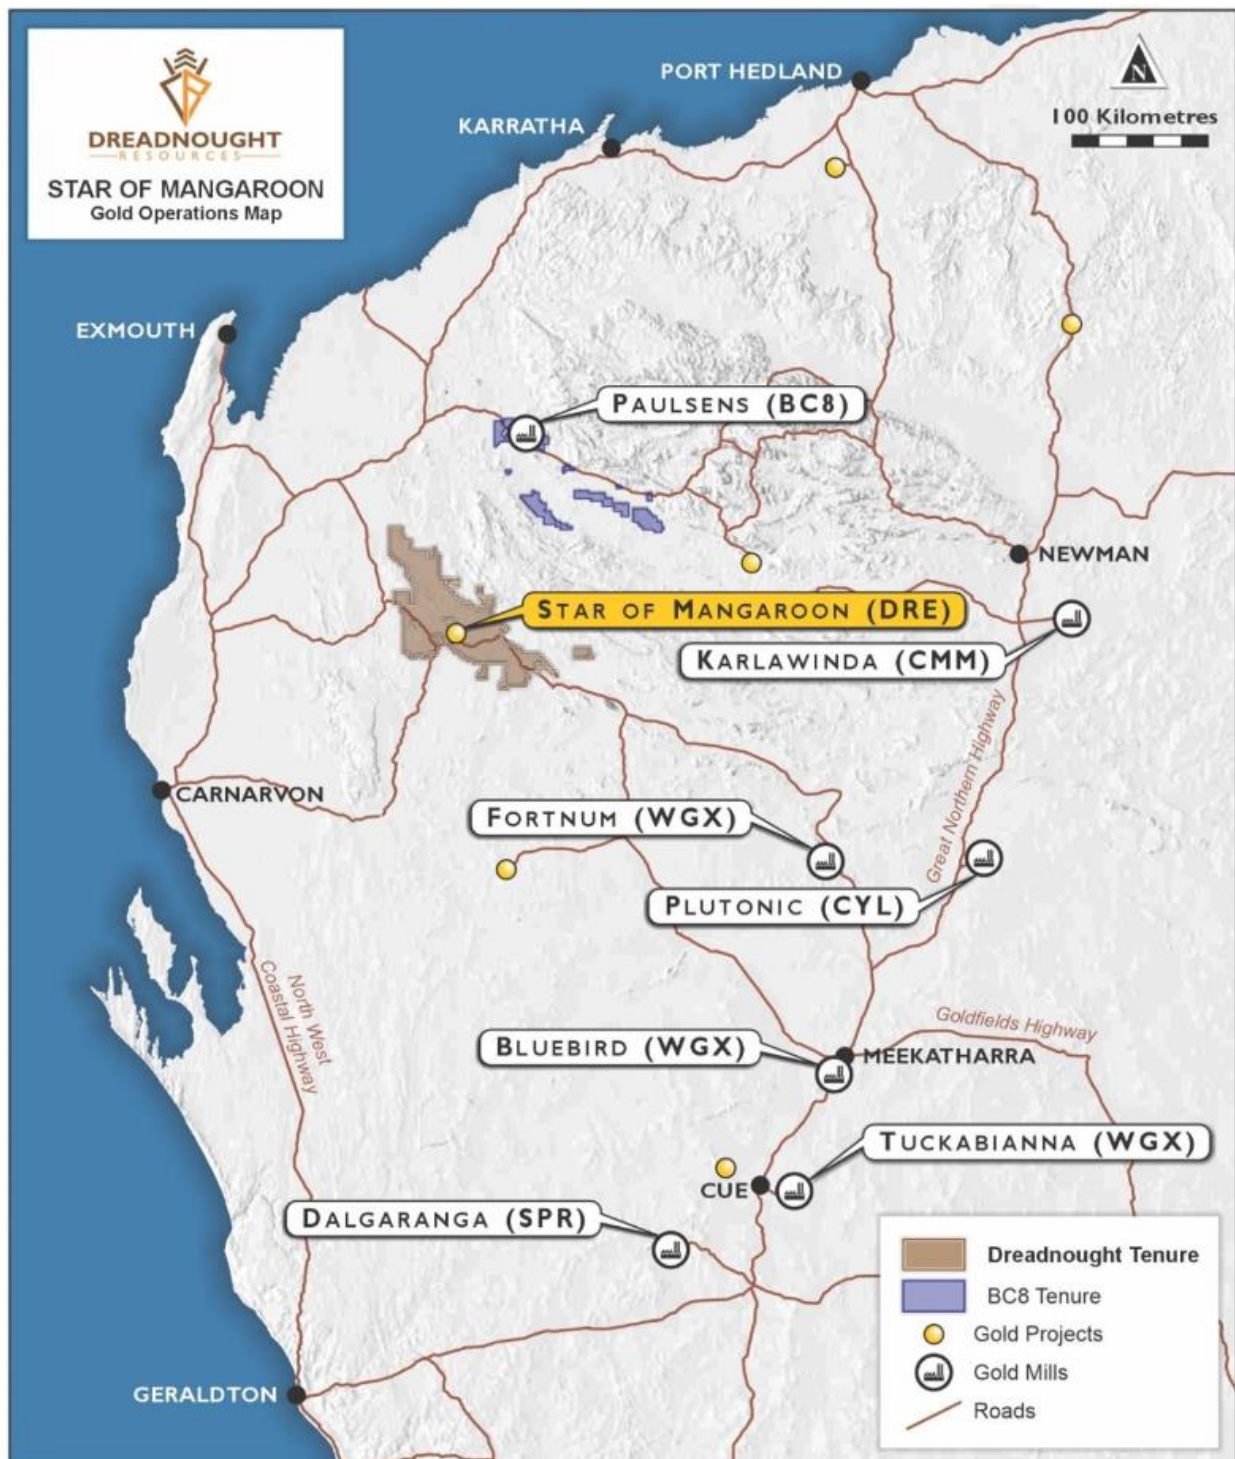 DREADNOUGHT
RESOURCES
STAR OF MANGAROON
Gold Operations Map
N
100 Kilometres
PORT HEDLAND
KARRATHA
EXMOUTH
PAULSENS (BC8)
NEWMAN
STAR OF MANGAROON (DRE)
KARLAWINDA (CMM)
Great Northern Highway
CARNARVON
FORTNUM (WGX)
PLUTONIC (CYL)
North West
Coastal Highway
Goldfields Highway
BLUEBIRD (WGX)
MEEKATHARRA
TUCKABIANNA (WGX)
CUE
DALGARANGA (SPR)
GERALDTON
Dreadnought Tenure
BC8 Tenure
Gold Projects
Gold Mills
Roads